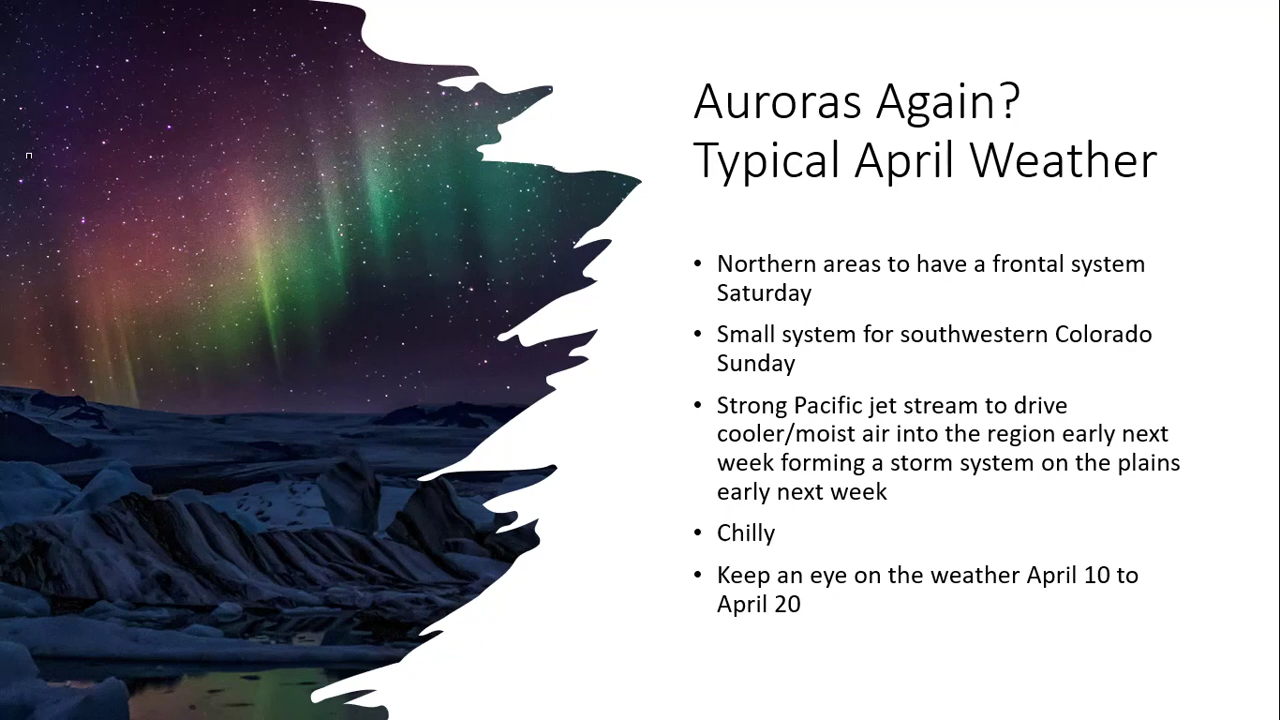 Auroras Again?
Typical April Weather
• Northern areas to have a frontal system
Saturday
• Small system for southwestern Colorado
Sunday
• Strong Pacific jet stream to drive
cooler/moist air into the region early next
week forming a storm system on the plains
early next week
• Chilly
• Keep an eye on the weather April 10 to
April 20